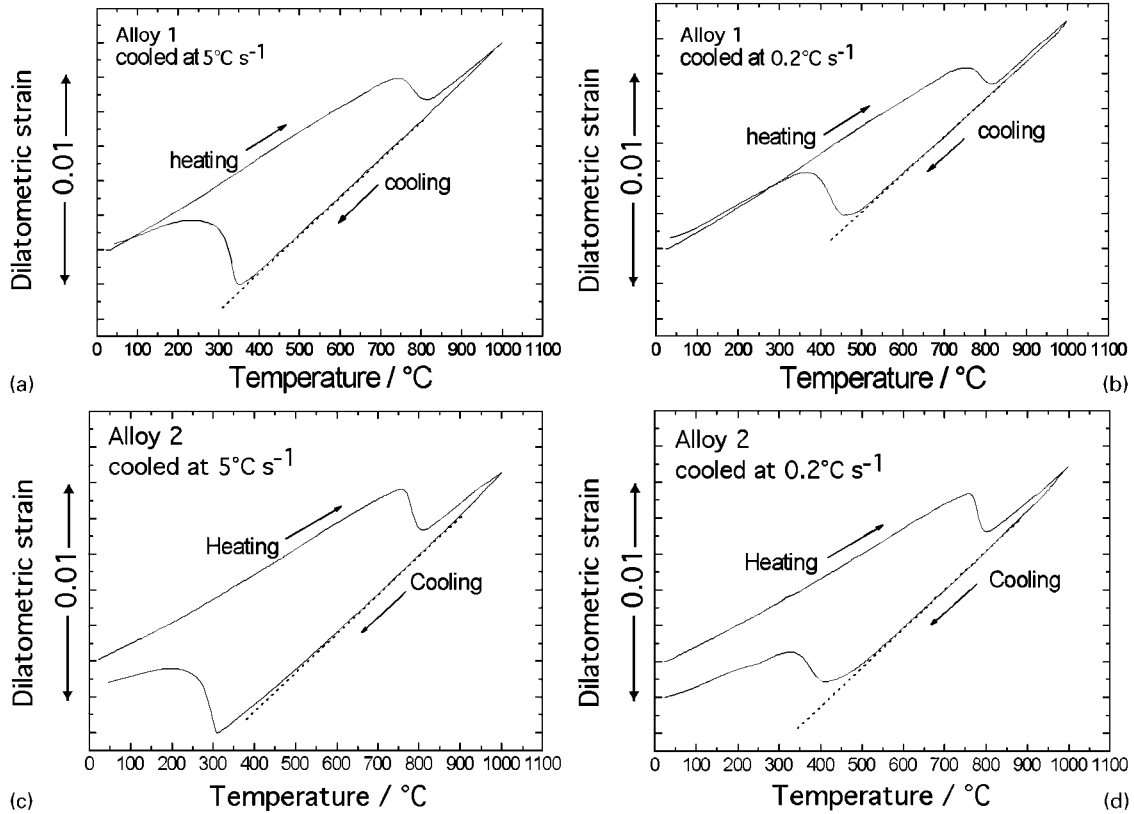 Alloy 1
cooled at 5°C s⁻¹
heating
cooling
Dilatometric strain
0.01
0 100 200 300 400 500 600 700 800 900 1000 1100
Temperature / °C
(a)
Alloy 1
cooled at 0.2°C s⁻¹
heating
cooling
Dilatometric strain
0.01
0 100 200 300 400 500 600 700 800 900 1000 1100
Temperature / °C
(b)
Alloy 2
cooled at 5°C s⁻¹
Heating
Cooling
Dilatometric strain
0.01
0 100 200 300 400 500 600 700 800 900 1000 1100
Temperature / °C
(c)
Alloy 2
cooled at 0.2°C s⁻¹
Heating
Cooling
Dilatometric strain
0.01
0 100 200 300 400 500 600 700 800 900 1000 1100
Temperature / °C
(d)